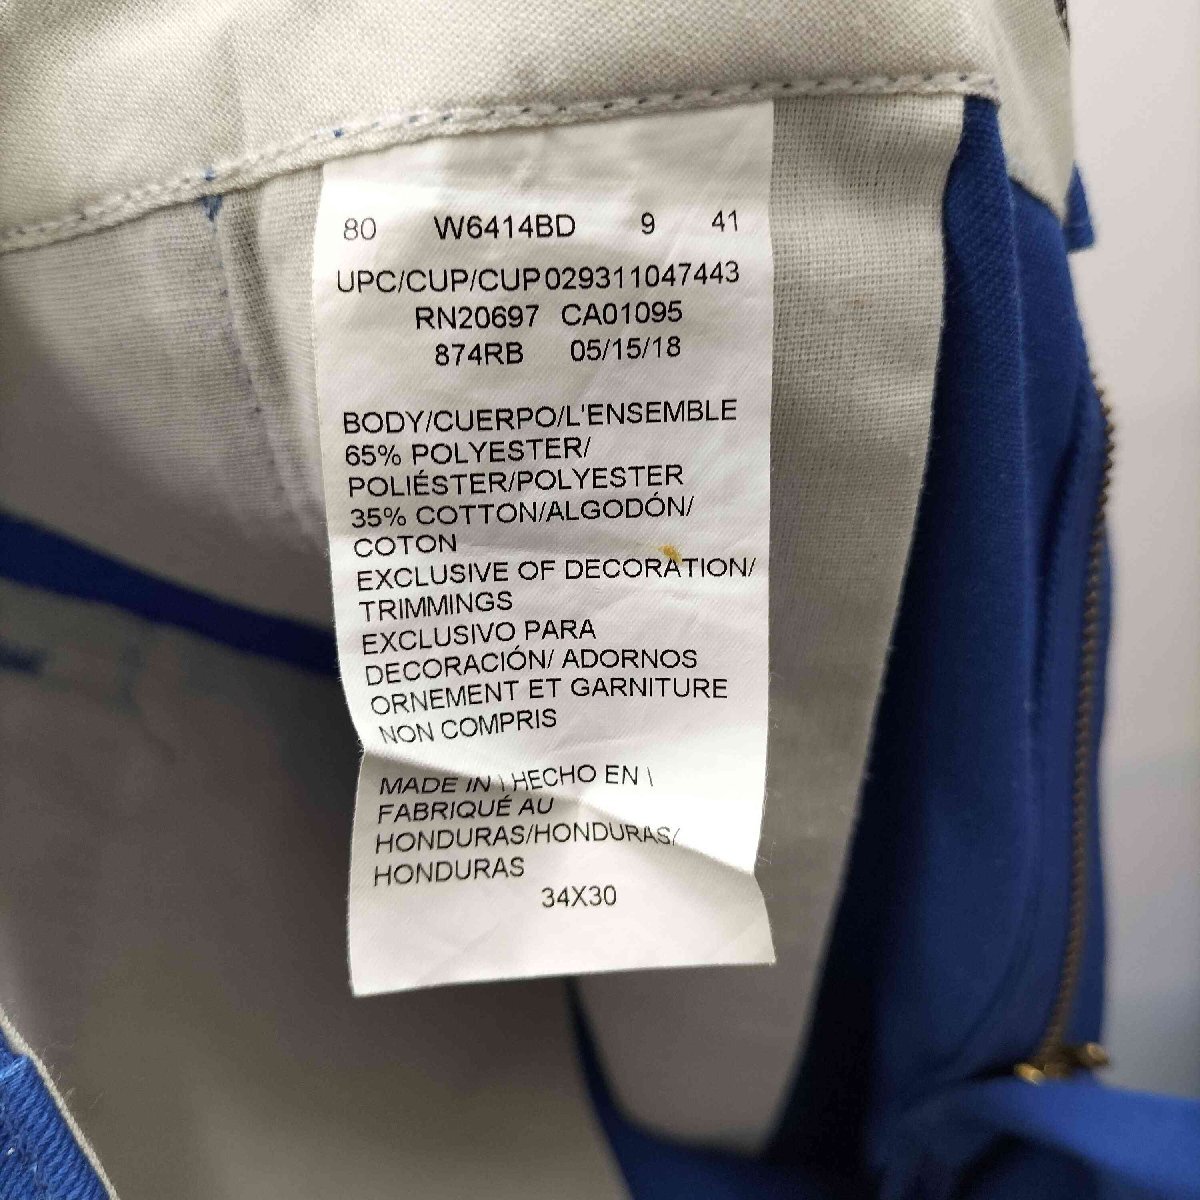 80 W6414BD 9 41
UPC/CUP/CUP029311047443
RN20697 CA01095
874RB 05/15/18
BODY/CUERPO/L'ENSEMBLE
65% POLYESTER/
POLIÉSTER/POLYESTER
35% COTTON/ALGODÓN/
COTON
EXCLUSIVE OF DECORATION/
TRIMMINGS
EXCLUSIVO PARA
DECORACIÓN/ ADORNOS
ORNEMENT ET GARNITURE
NON COMPRIS
MADE IN \ HECHO EN \
FABRIQUÉ AU
HONDURAS/HONDURAS/
HONDURAS
34X30